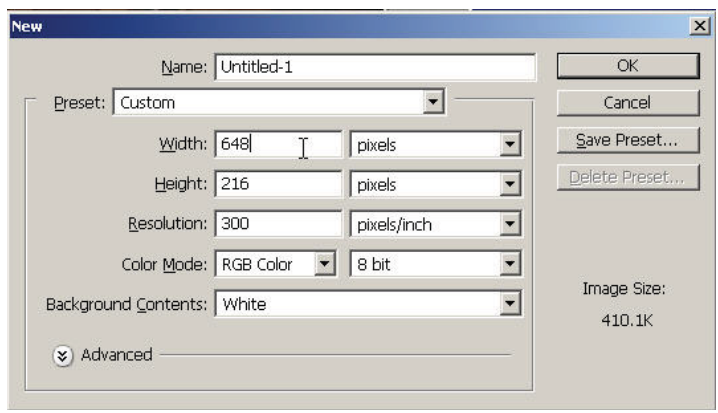 New
Name: Untitled-1
OK
Preset: Custom
Cancel
Width: 648 pixels
Save Preset...
Height: 216 pixels
Delete Preset...
Resolution: 300 pixels/inch
Color Mode: RGB Color 8 bit
Image Size:
Background Contents: White
410.1K
Advanced